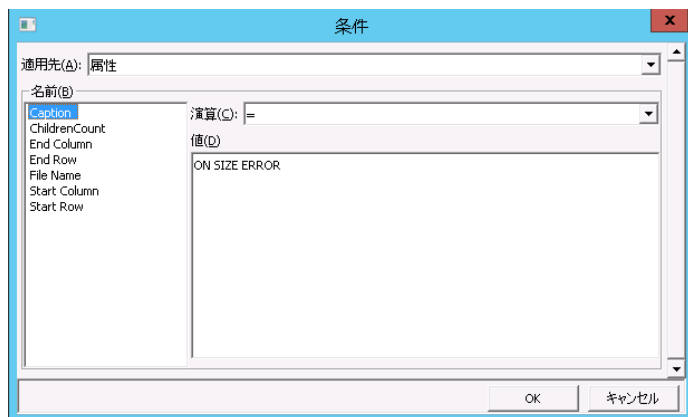 条件
x
適用先(A): 属性
名前(B)
Caption
ChildrenCount
End Column
End Row
File Name
Start Column
Start Row
演算(C): =
値(D)
ON SIZE ERROR
OK
キャンセル